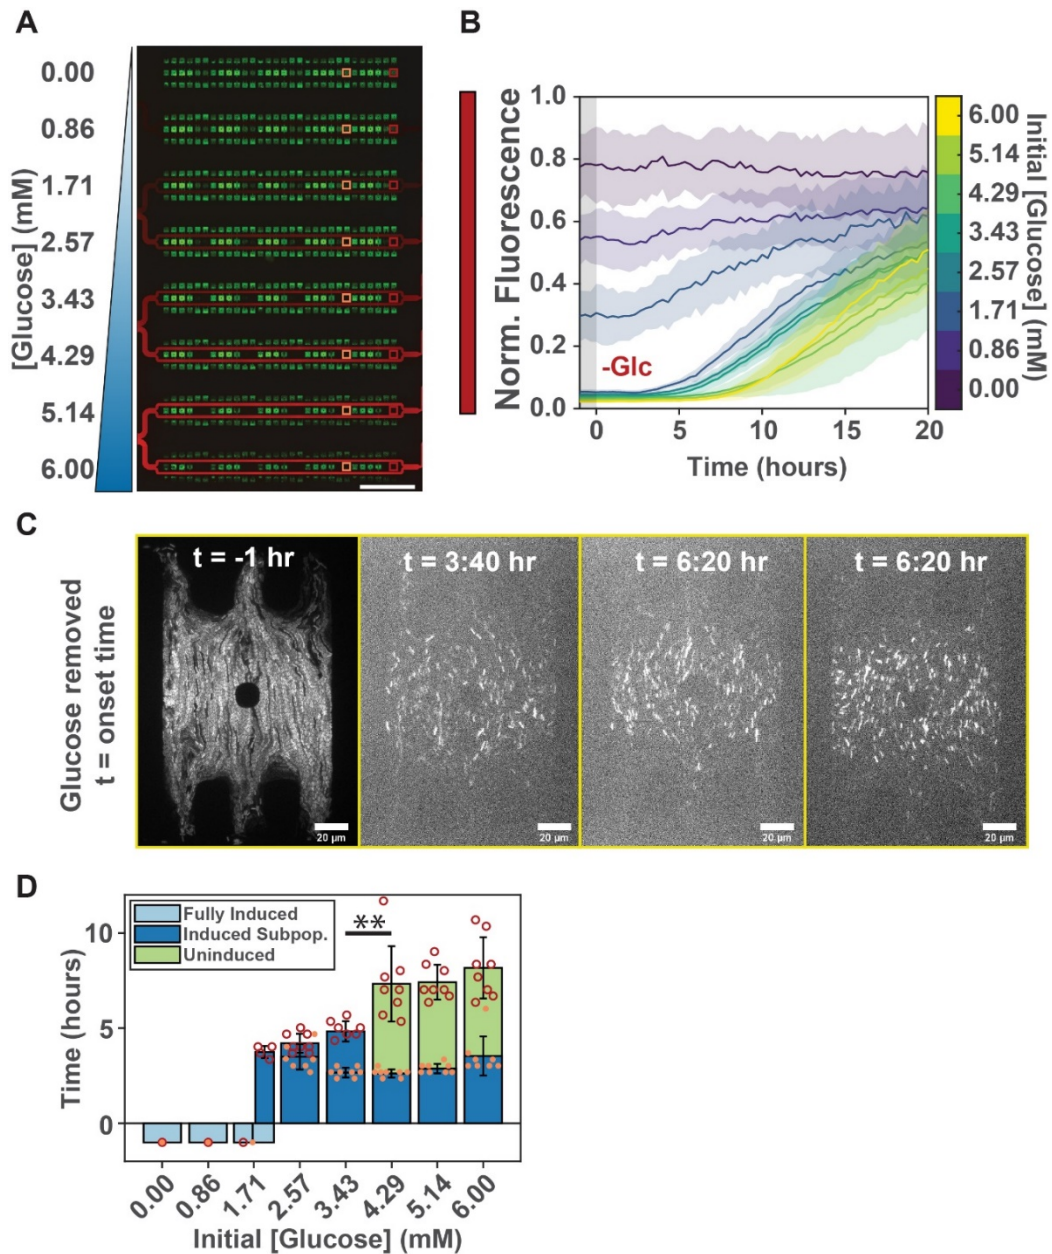 A
[Glucose] (mM)
0.00
0.86
1.71
2.57
3.43
4.29
5.14
6.00
B
Norm. Fluorescence
1.0
0.8
0.6
0.4
0.2
0.0
-Glc
0
5
10
15
20
Time (hours)
6.00
5.14
4.29
3.43
2.57
1.71
0.86
0.00
Initial [Glucose] (mM)
C
Glucose removed
t = onset time
t = -1 hr
t = 3:40 hr
t = 6:20 hr
t = 6:20 hr
20 µm
20 µm
20 µm
20 µm
D
Fully Induced
Induced Subpop.
Uninduced
**
Time (hours)
10
5
0
0.00
0.86
1.71
2.57
3.43
4.29
5.14
6.00
Initial [Glucose] (mM)